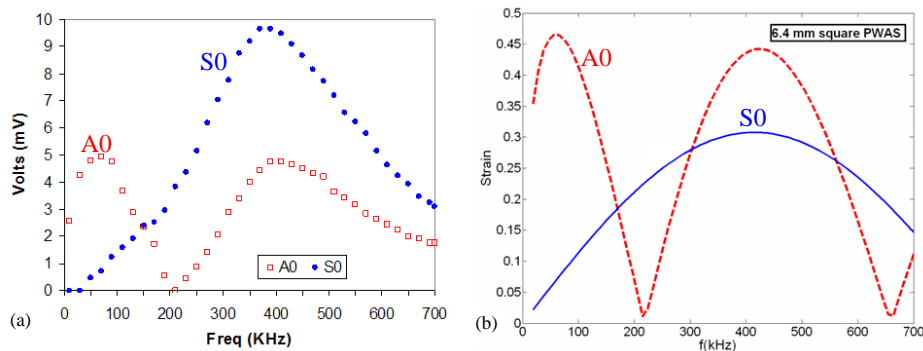 10
9
8
7
6
5
4
3
2
1
0
Volts (mV)
A0
S0
A0 S0
0 100 200 300 400 500 600 700
Freq (KHz)
(a)
0.5
0.45
0.4
0.35
0.3
0.25
0.2
0.15
0.1
0.05
0
Strain
6.4 mm square PWAS
A0
S0
0 100 200 300 400 500 600 700
f(kHz)
(b)